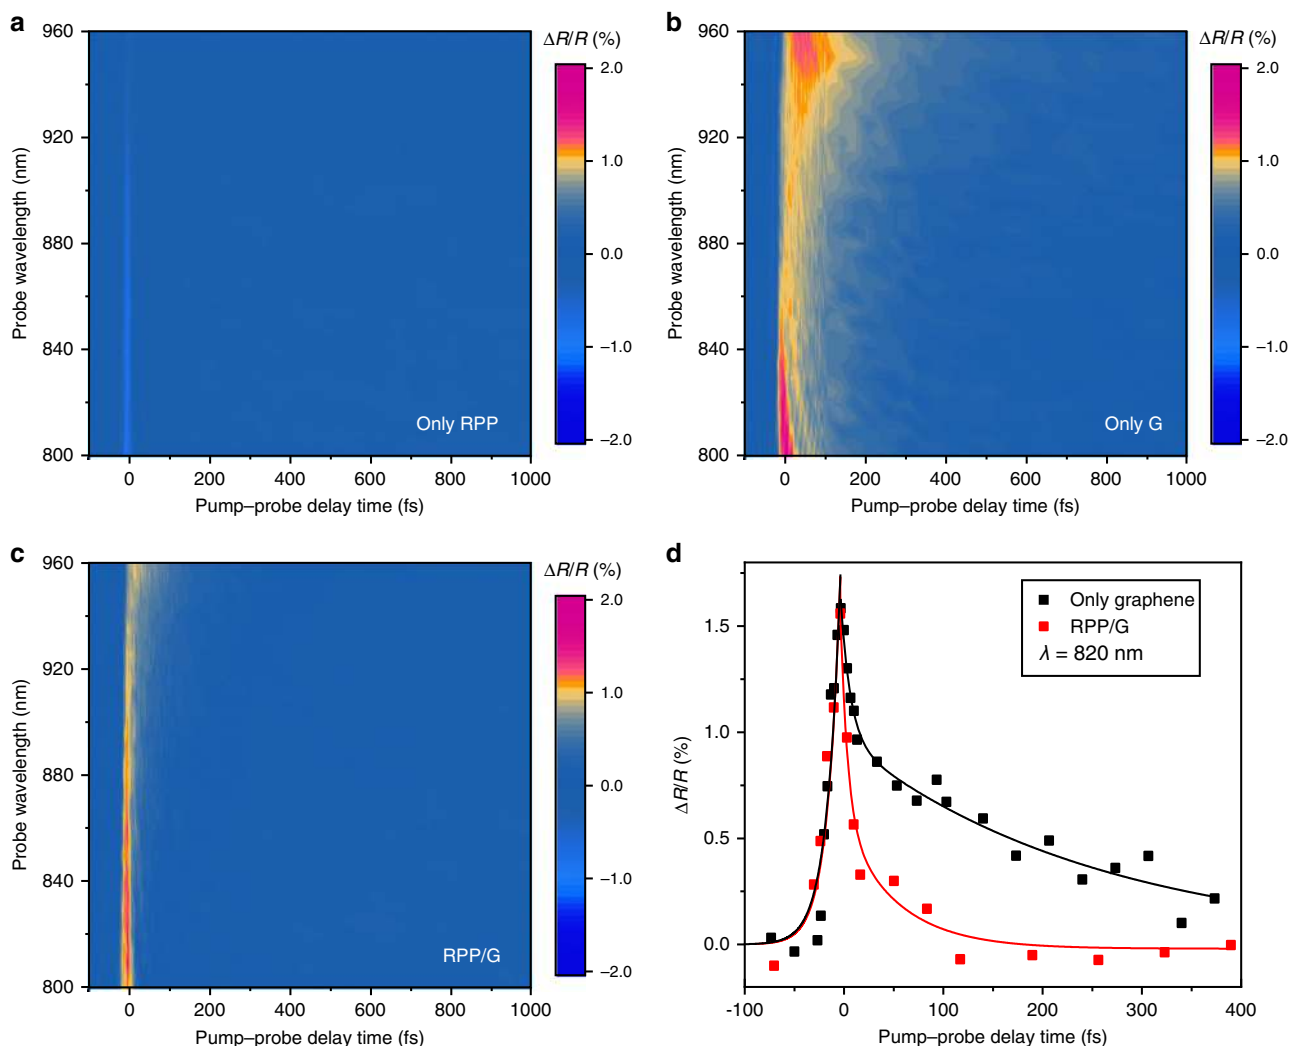 a
960
920
880
840
800
Probe wavelength (nm)
0 200 400 600 800 1000
Pump–probe delay time (fs)
Only RPP
ΔR/R (%)
2.0
1.0
0.0
−1.0
−2.0
b
960
920
880
840
800
Probe wavelength (nm)
0 200 400 600 800 1000
Pump–probe delay time (fs)
Only G
ΔR/R (%)
2.0
1.0
0.0
−1.0
−2.0
c
960
920
880
840
800
Probe wavelength (nm)
0 200 400 600 800 1000
Pump–probe delay time (fs)
RPP/G
ΔR/R (%)
2.0
1.0
0.0
−1.0
−2.0
d
1.5
1.0
0.5
0.0
ΔR/R (%)
-100 0 100 200 300 400
Pump–probe delay time (fs)
Only graphene
RPP/G
λ = 820 nm